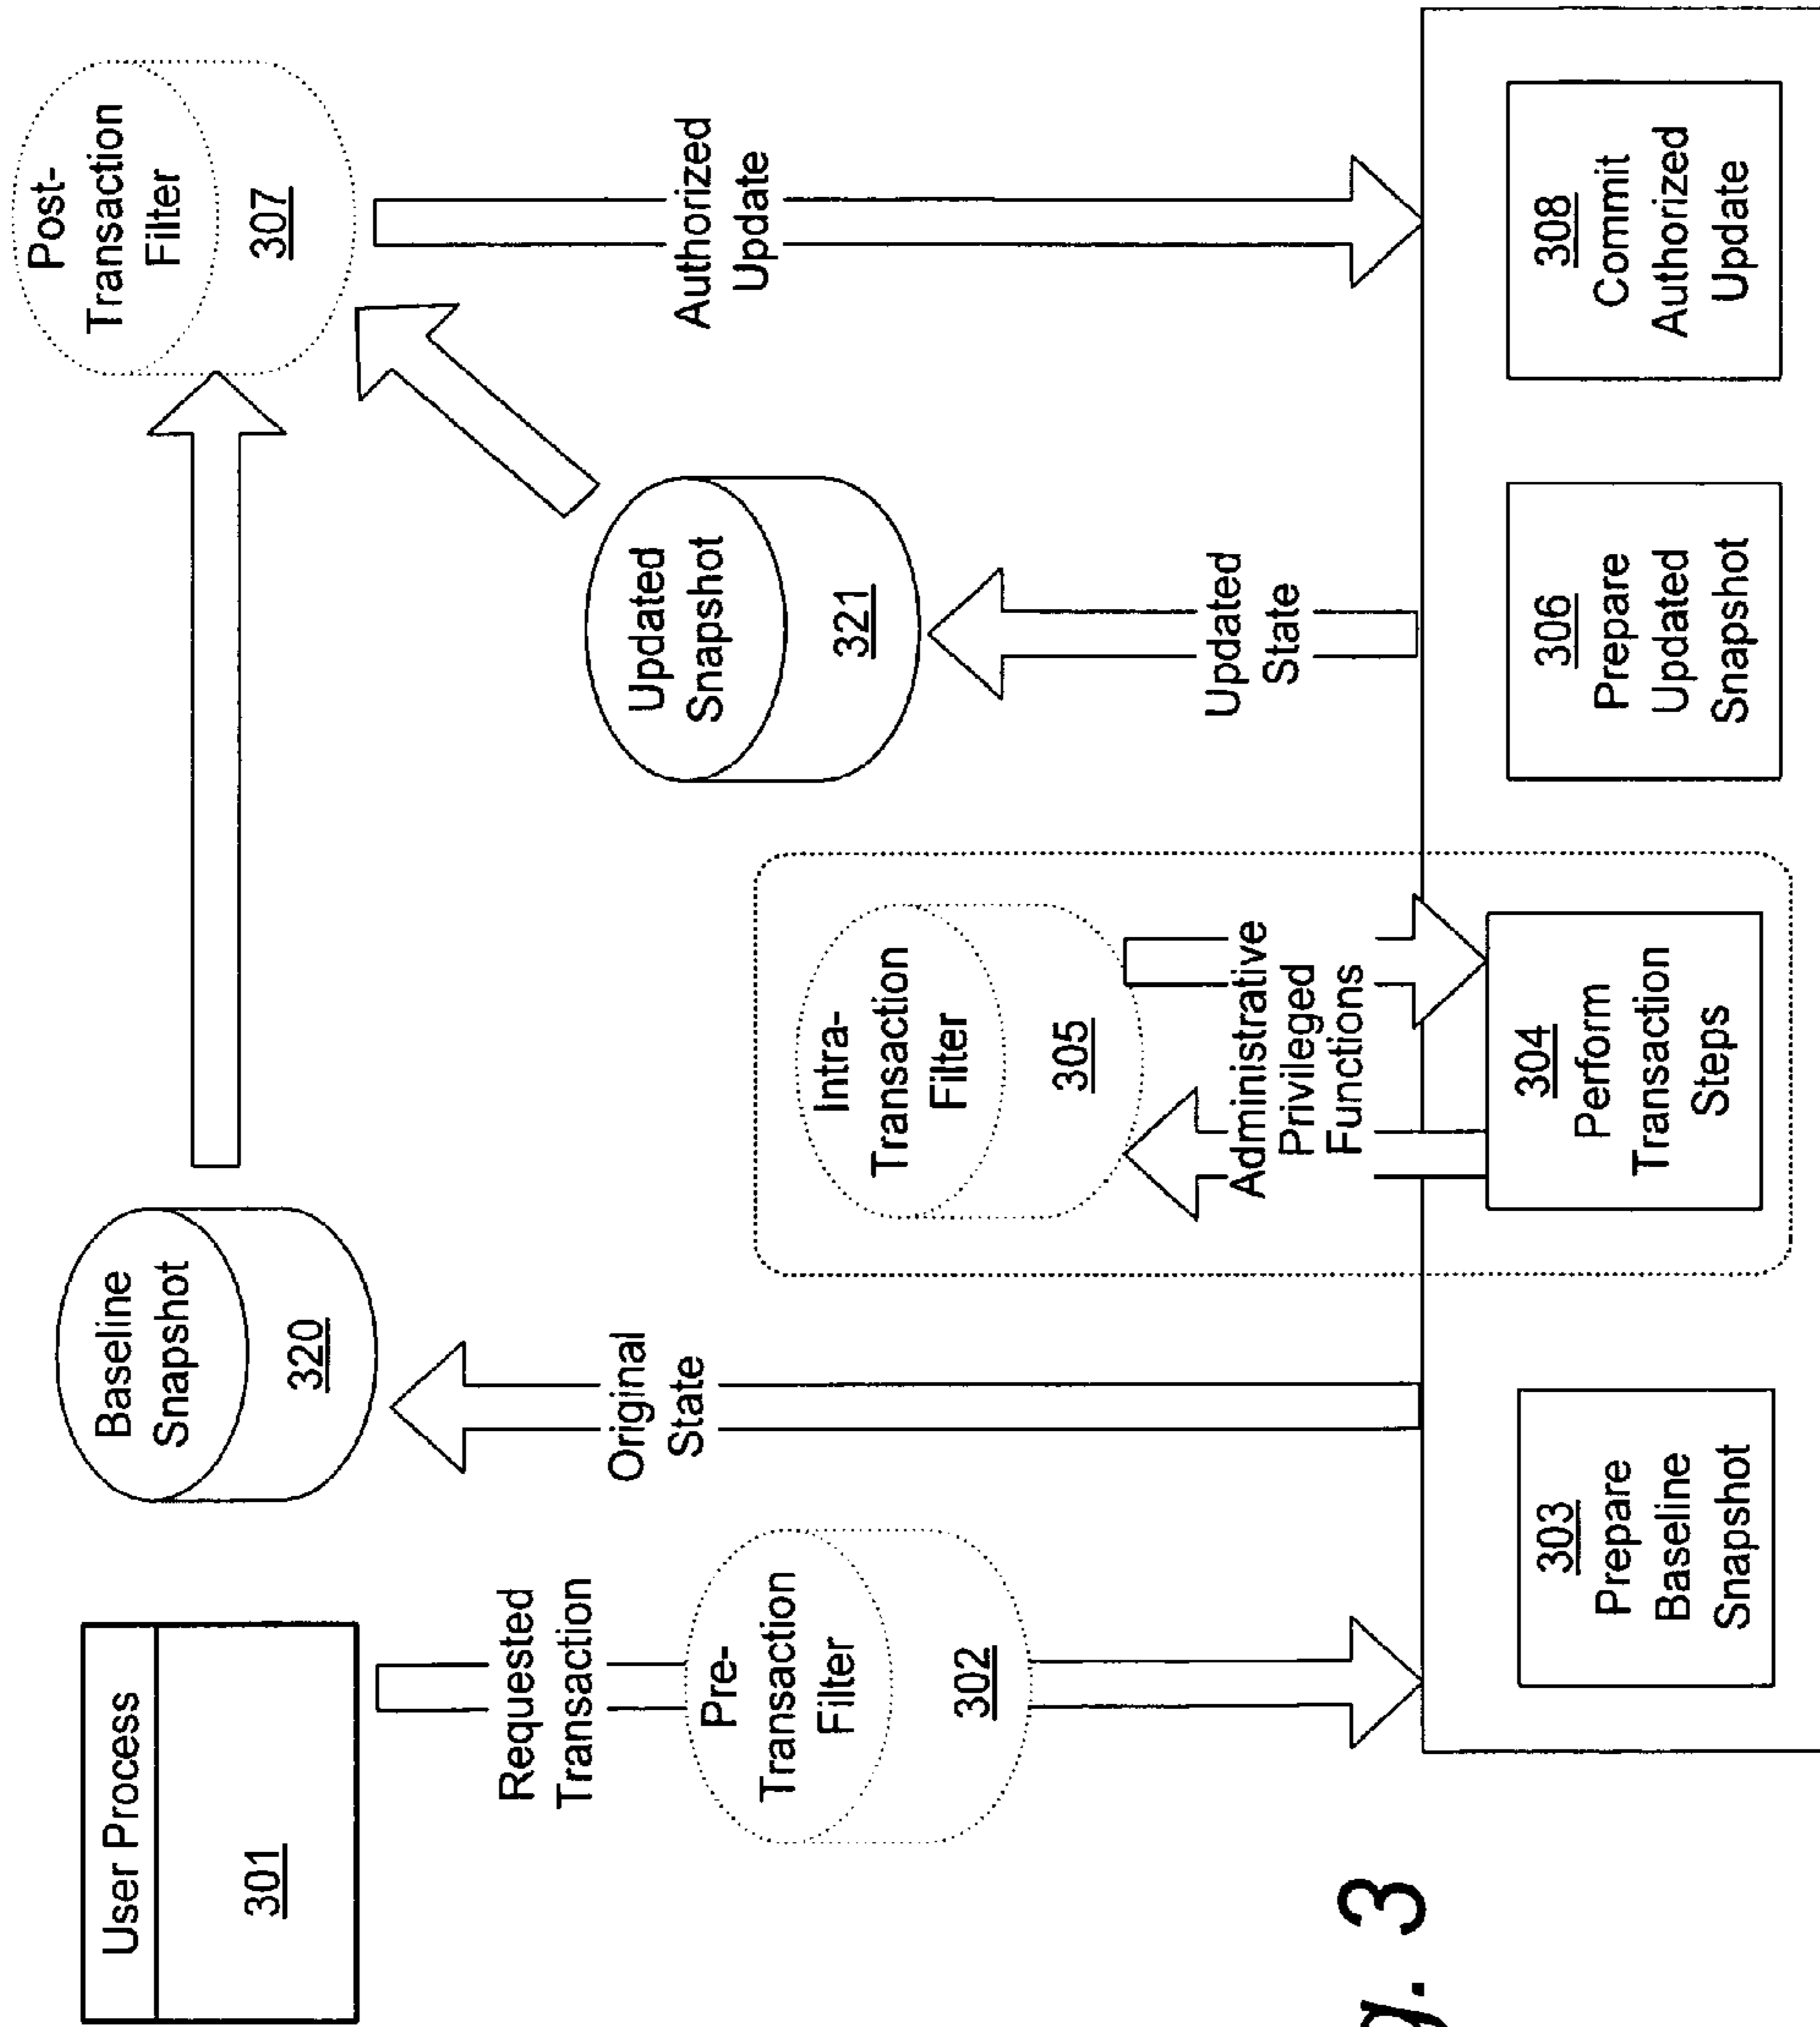 User Process
301
Requested
Transaction
Pre-
Transaction
Filter
302
Baseline
Snapshot
320
Original
State
Intra-
Transaction
Filter
305
Administrative
Privileged
Functions
Updated
Snapshot
321
Updated
State
Post-
Transaction
Filter
307
Authorized
Update
303
Prepare
Baseline
Snapshot
304
Perform
Transaction
Steps
306
Prepare
Updated
Snapshot
308
Commit
Authorized
Update
g. 3